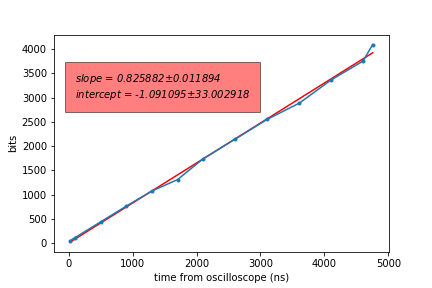 4000
3500
3000
2500
2000
1500
1000
500
0
bits
slope = 0.825882±0.011894
intercept = -1.091095±33.002918
0 1000 2000 3000 4000 5000
time from oscilloscope (ns)